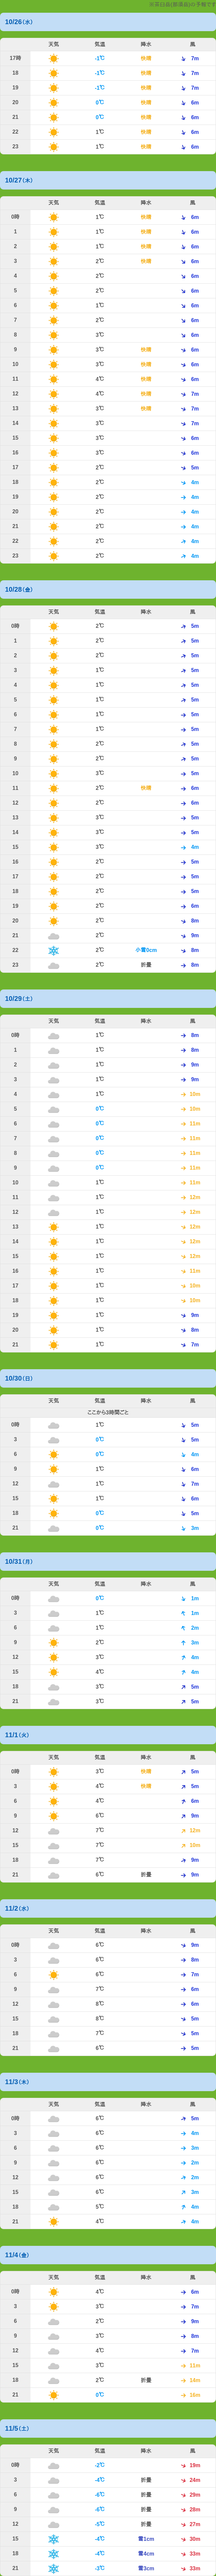 ※茶臼岳(那須岳)の予報です
10/26(水)
天気 気温 降水 風
17時 -1℃ 快晴 7m
18 -1℃ 快晴 7m
19 -1℃ 快晴 7m
20 0℃ 快晴 6m
21 0℃ 快晴 6m
22 1℃ 快晴 6m
23 1℃ 快晴 6m
10/27(木)
天気 気温 降水 風
0時 1℃ 快晴 6m
1 1℃ 快晴 6m
2 1℃ 快晴 6m
3 2℃ 快晴 6m
4 2℃ 6m
5 2℃ 6m
6 1℃ 6m
7 2℃ 6m
8 3℃ 6m
9 3℃ 快晴 6m
10 3℃ 快晴 6m
11 4℃ 快晴 6m
12 4℃ 快晴 7m
13 3℃ 快晴 7m
14 3℃ 7m
15 3℃ 6m
16 3℃ 6m
17 2℃ 5m
18 2℃ 4m
19 2℃ 4m
20 2℃ 4m
21 2℃ 4m
22 2℃ 4m
23 2℃ 4m
10/28(金)
天気 気温 降水 風
0時 2℃ 5m
1 2℃ 5m
2 2℃ 5m
3 1℃ 5m
4 1℃ 5m
5 1℃ 5m
6 1℃ 5m
7 1℃ 5m
8 2℃ 5m
9 2℃ 5m
10 3℃ 5m
11 2℃ 快晴 6m
12 2℃ 6m
13 3℃ 5m
14 3℃ 5m
15 3℃ 4m
16 2℃ 5m
17 2℃ 5m
18 2℃ 5m
19 2℃ 6m
20 2℃ 8m
21 2℃ 9m
22 2℃ 小雪0cm 8m
23 2℃ 折曇 8m
10/29(土)
天気 気温 降水 風
0時 1℃ 8m
1 1℃ 8m
2 1℃ 9m
3 1℃ 9m
4 1℃ 10m
5 0℃ 10m
6 0℃ 11m
7 0℃ 11m
8 0℃ 11m
9 0℃ 11m
10 1℃ 11m
11 1℃ 12m
12 1℃ 12m
13 1℃ 12m
14 1℃ 12m
15 1℃ 12m
16 1℃ 11m
17 1℃ 10m
18 1℃ 10m
19 1℃ 9m
20 1℃ 8m
21 1℃ 7m
10/30(日)
天気 気温 降水 風
ここから3時間ごと
0時 1℃ 5m
3 0℃ 5m
6 0℃ 4m
9 1℃ 6m
12 1℃ 7m
15 1℃ 6m
18 0℃ 5m
21 0℃ 3m
10/31(月)
天気 気温 降水 風
0時 0℃ 1m
3 1℃ 1m
6 1℃ 2m
9 2℃ 3m
12 3℃ 4m
15 4℃ 4m
18 3℃ 5m
21 3℃ 5m
11/1(火)
天気 気温 降水 風
0時 3℃ 快晴 5m
3 4℃ 快晴 5m
6 4℃ 6m
9 6℃ 9m
12 7℃ 12m
15 7℃ 10m
18 7℃ 9m
21 6℃ 折曇 9m
11/2(水)
天気 気温 降水 風
0時 6℃ 9m
3 6℃ 8m
6 6℃ 7m
9 7℃ 6m
12 8℃ 6m
15 8℃ 5m
18 7℃ 5m
21 6℃ 5m
11/3(木)
天気 気温 降水 風
0時 6℃ 5m
3 6℃ 4m
6 6℃ 3m
9 6℃ 2m
12 6℃ 2m
15 6℃ 3m
18 5℃ 4m
21 4℃ 4m
11/4(金)
天気 気温 降水 風
0時 4℃ 6m
3 3℃ 7m
6 2℃ 9m
9 3℃ 8m
12 4℃ 7m
15 3℃ 11m
18 2℃ 折曇 14m
21 0℃ 16m
11/5(土)
天気 気温 降水 風
0時 -2℃ 19m
3 -4℃ 折曇 24m
6 -6℃ 折曇 29m
9 -6℃ 折曇 28m
12 -5℃ 折曇 27m
15 -4℃ 雪1cm 30m
18 -4℃ 雪4cm 33m
21 -3℃ 雪3cm 33m